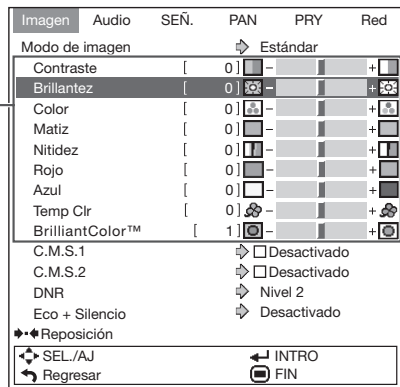 Imagen Audio SEÑ. PAN PRY Red
Modo de imagen Estándar
Contraste [ 0 ] - +
Brillantez [ 0 ] - +
Color [ 0 ] - +
Matiz [ 0 ] - +
Nitidez [ 0 ] - +
Rojo [ 0 ] - +
Azul [ 0 ] - +
Temp Clr [ 0 ] - +
BrilliantColor™ [ 1 ] - +
C.M.S.1 Desactivado
C.M.S.2 Desactivado
DNR Nivel 2
Eco + Silencio Desactivado
Reposición
SEL./AJ INTRO
Regresar FIN